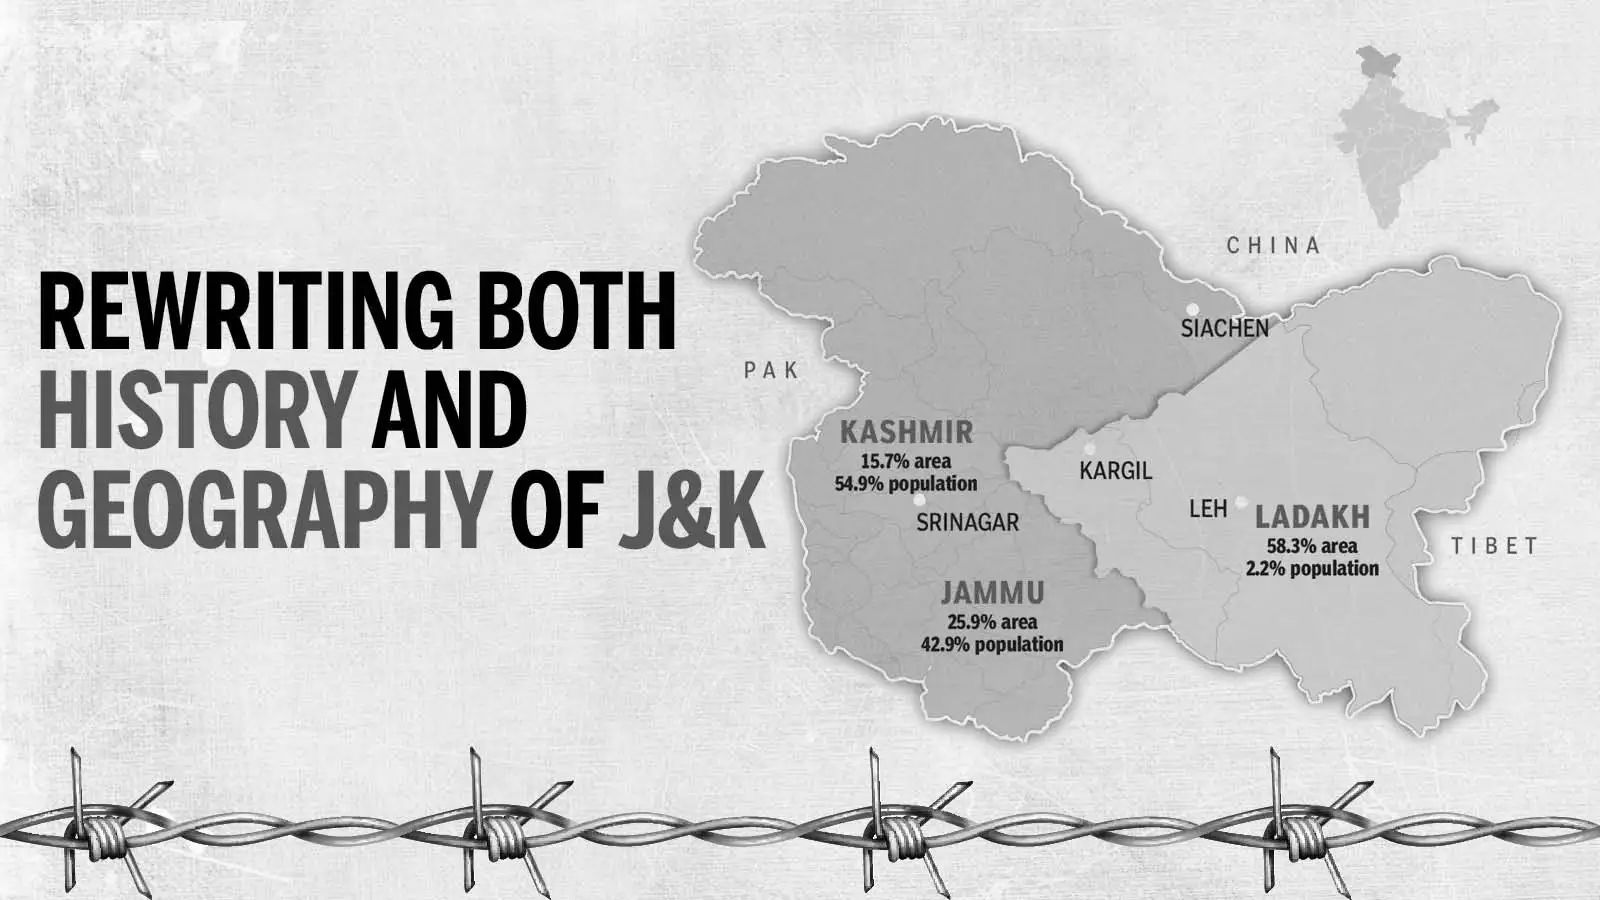 REWRITING BOTH
HISTORY AND
GEOGRAPHY OF J&K
CHINA
SIACHEN
PAK
KASHMIR
15.7% area
54.9% population
SRINAGAR
KARGIL
LEH
LADAKH
58.3% area
2.2% population
TIBET
JAMMU
25.9% area
42.9% population